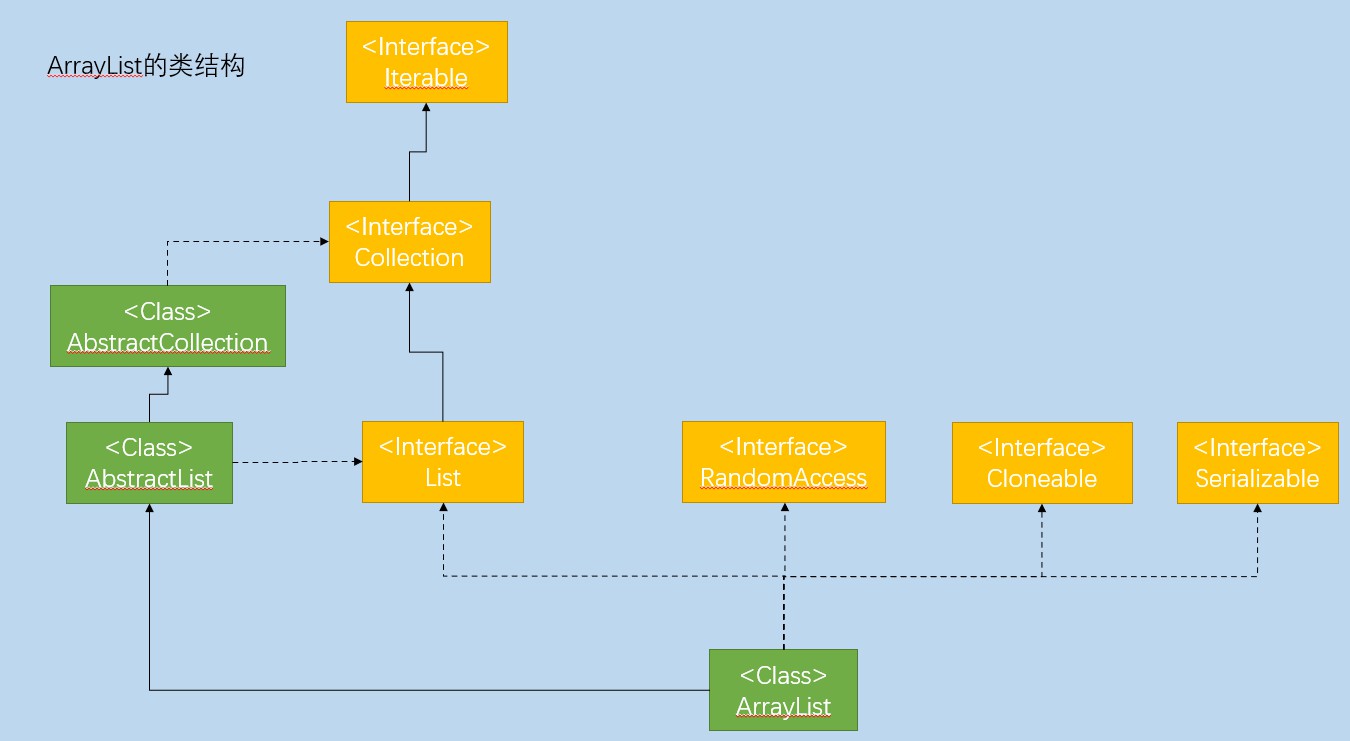 ArrayList的类结构
<Interface>
Iterable
<Interface>
Collection
<Class>
AbstractCollection
<Class>
AbstractList
<Interface>
List
<Interface>
RandomAccess
<Interface>
Cloneable
<Interface>
Serializable
<Class>
ArrayList